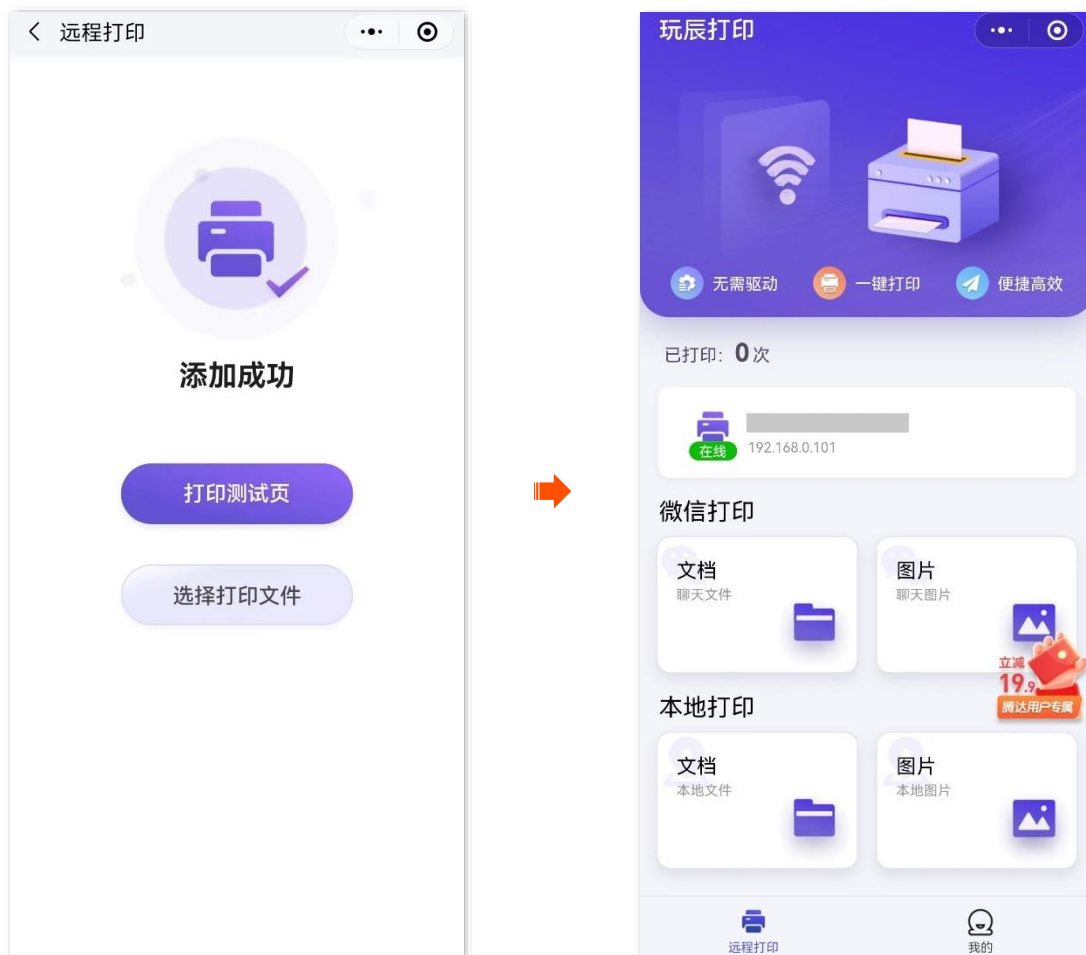 远程打印
添加成功
打印测试页
选择打印文件
玩辰打印
无需驱动
一键打印
便捷高效
已打印: 0次
在线
192.168.0.101
微信打印
文档
聊天文件
图片
聊天图片
立减
19.9
腾达用户专属
本地打印
文档
本地文件
图片
本地图片
远程打印
我的